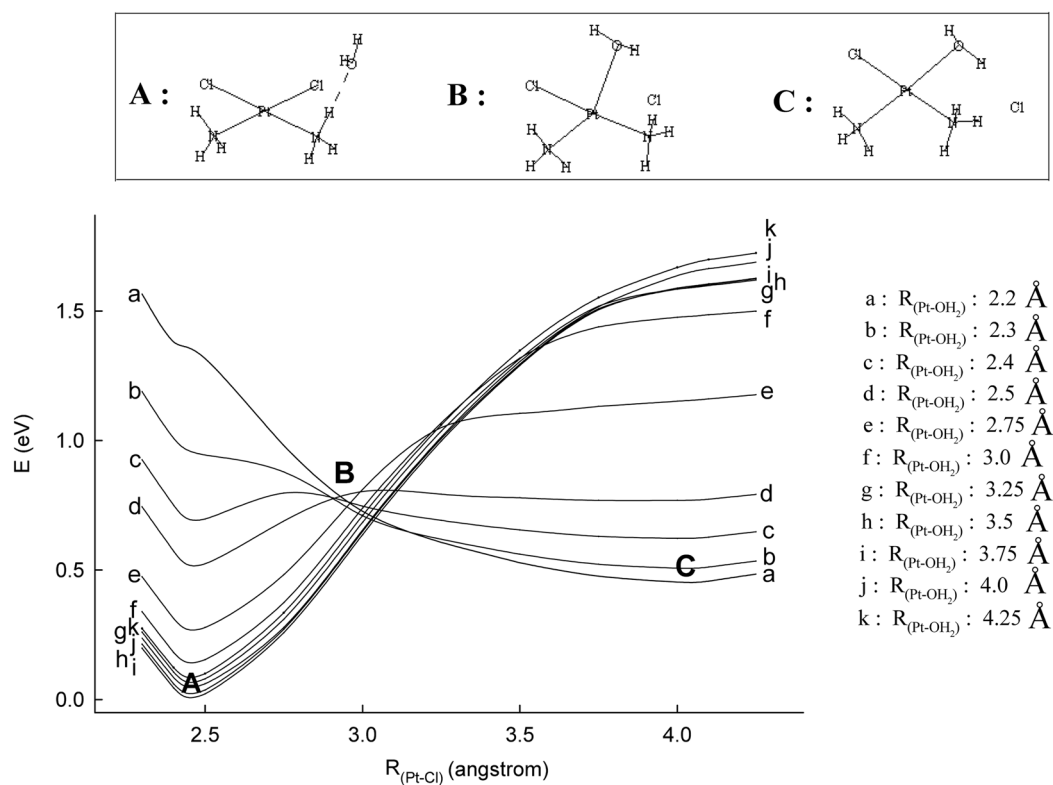 A :
B :
C :
H
H O
Cl
Cl
Pt
H
H
N
N
H
H
H
H
H
O
H
Cl
Cl
Pt
H
H
N
N
H
H
H
H
H
O
Cl
H
Pt
Cl
H
H
N
N
H
H
H
H
E (eV)
1.5
1.0
0.5
0.0
2.5
3.0
3.5
4.0
R(Pt-Cl) (angstrom)
a
b
c
d
e
f
g k
j
h i
A
B
C
k
j
i h
g
f
e
d
c
b
a
a : R(Pt-OH2) : 2.2 Å
b : R(Pt-OH2) : 2.3 Å
c : R(Pt-OH2) : 2.4 Å
d : R(Pt-OH2) : 2.5 Å
e : R(Pt-OH2) : 2.75 Å
f : R(Pt-OH2) : 3.0 Å
g : R(Pt-OH2) : 3.25 Å
h : R(Pt-OH2) : 3.5 Å
i : R(Pt-OH2) : 3.75 Å
j : R(Pt-OH2) : 4.0 Å
k : R(Pt-OH2) : 4.25 Å